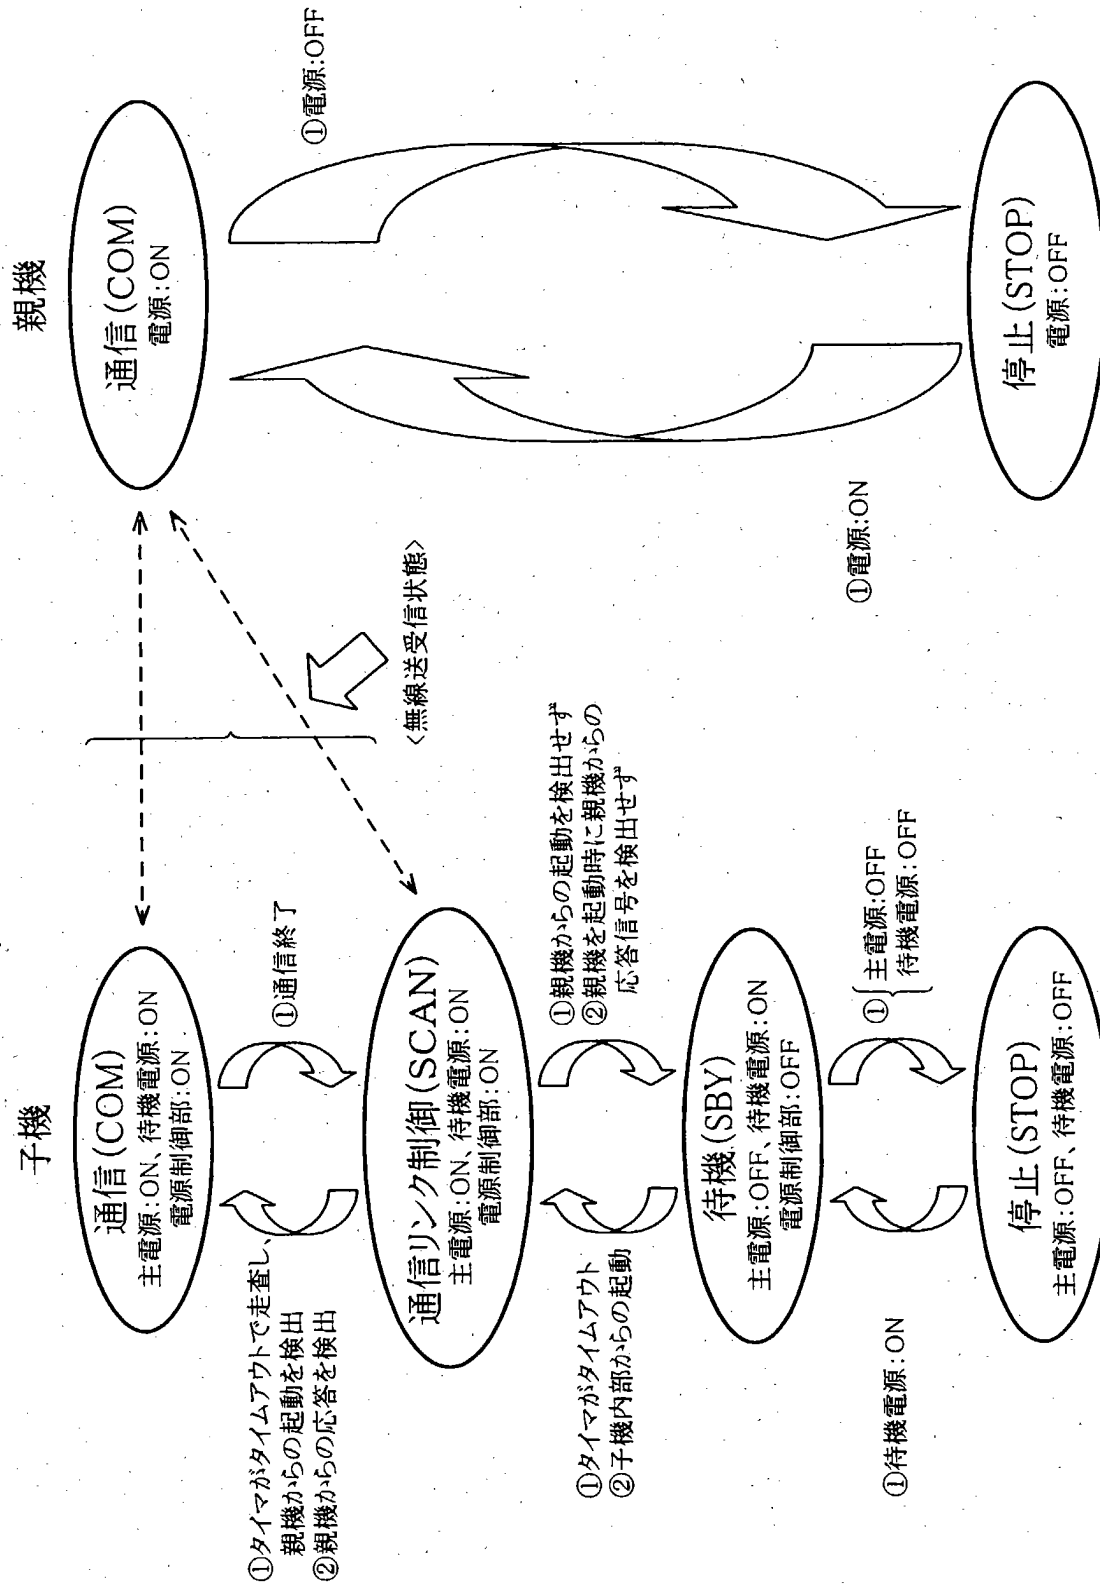 子機
通信(COM)
主電源:ON、待機電源:ON
電源制御部:ON
①タイマがタイムアウトで走査し、
親機からの起動を検出
②親機からの応答を検出
①通信終了
通信リンク制御(SCAN)
主電源:ON、待機電源:ON
電源制御部:ON
①タイマがタイムアウト
②子機内部からの起動
①親機からの起動を検出せず
②親機を起動時に親機からの
応答信号を検出せず
待機(SBY)
主電源:OFF、待機電源:ON
電源制御部:OFF
①待機電源:ON
①主電源:OFF
待機電源:OFF
停止(STOP)
主電源:OFF、待機電源:OFF
<無線送受信状態>
親機
通信(COM)
電源:ON
①電源:OFF
①電源:ON
停止(STOP)
電源:OFF